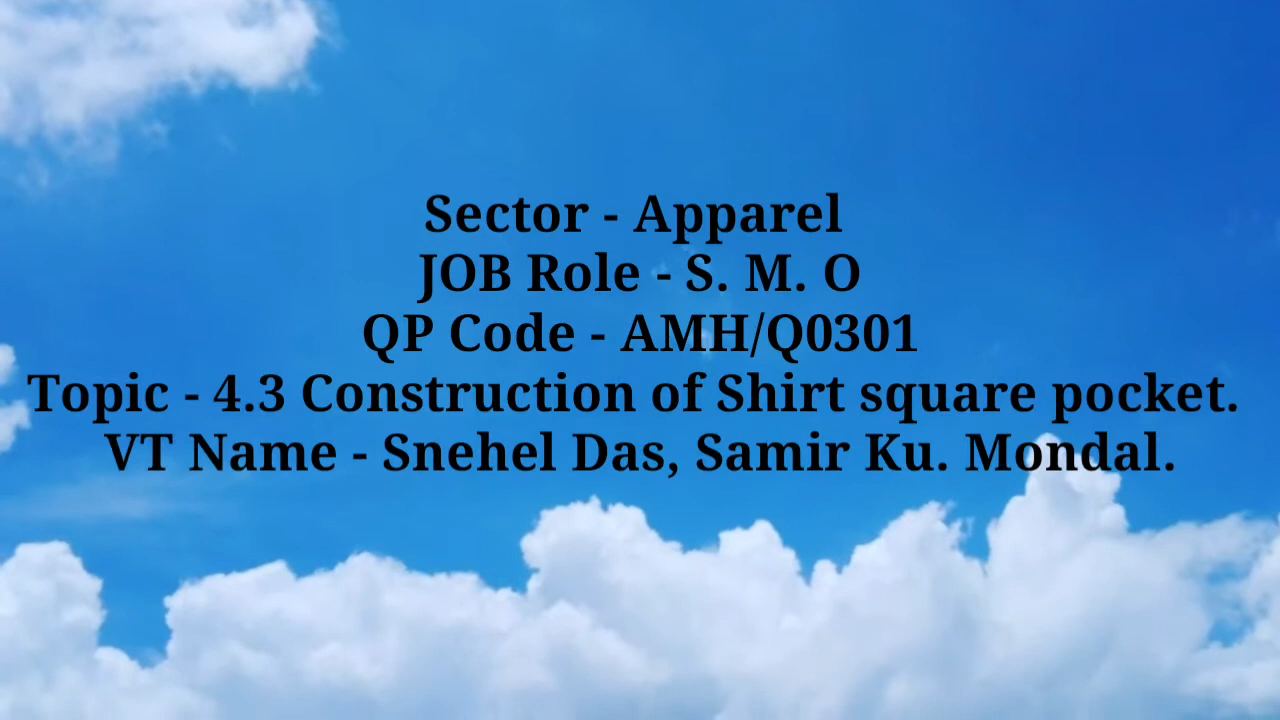 Sector - Apparel
JOB Role - S. M. O
QP Code - AMH/Q0301
Topic - 4.3 Construction of Shirt square pocket.
VT Name - Snehel Das, Samir Ku. Mondal.